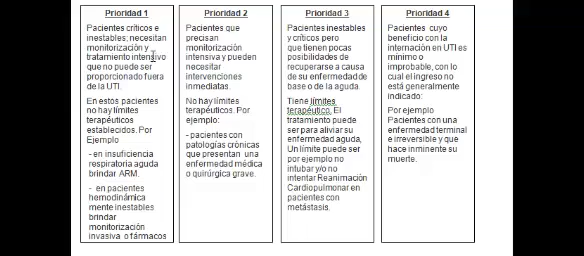 Prioridad 1
Pacientes críticos e
inestables; necesitan
monitorización y
tratamiento intensivo
que no puede ser
proporcionado fuera
de la UTI.
En estos pacientes
no hay límites
terapéuticos
establecidos. Por
Ejemplo
- en insuficiencia
respiratoria aguda
brindar ARM.
- en pacientes
hemodinámica
mente inestables
brindar
monitorización
invasiva o fármacos
Prioridad 2
Pacientes que
precisan
monitorización
intensiva y pueden
necesitar
intervenciones
inmediatas.
No hay límites
terapéuticos. Por
ejemplo:
- pacientes con
patologías crónicas
que presentan una
enfermedad médica
o quirúrgica grave.
Prioridad 3
Pacientes inestables
y críticos pero
que tienen pocas
posibilidades de
recuperarse a causa
de su enfermedad de
base o de la aguda.
Tiene límites
terapéutico. El
tratamiento puede
ser para aliviar su
enfermedad aguda,
Un límite puede ser
por ejemplo no
intubar y/o no
intentar Reanimación
Cardiopulmonar en
pacientes con
metástasis.
Prioridad 4
Pacientes cuyo
beneficio con la
internación en UTI es
mínimo o
improbable, con lo
cual el ingreso no
está generalmente
indicado:
Por ejemplo
Pacientes con una
enfermedad terminal
e irreversible y que
hace inminente su
muerte.